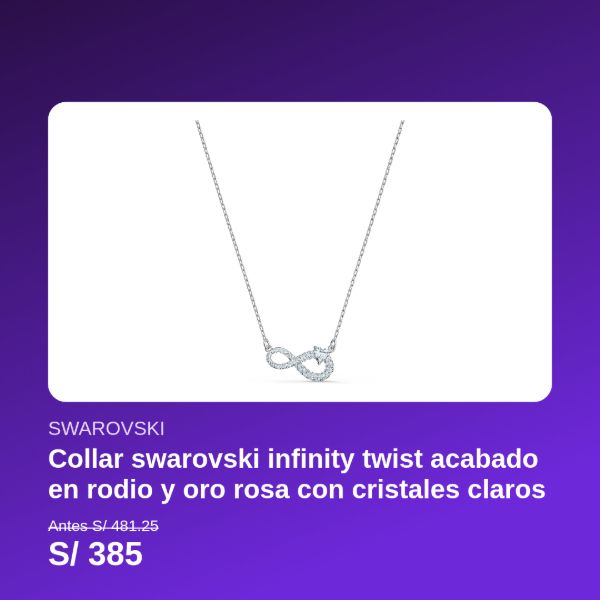 SWAROVSKI
Collar swarovski infinity twist acabado
en rodio y oro rosa con cristales claros
Antes S/ 481.25
S/ 385